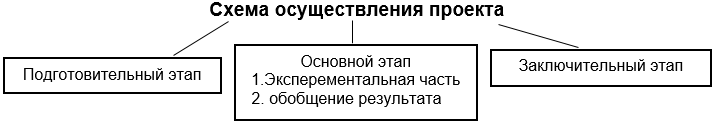 Схема осуществления проекта
Подготовительный этап
Основной этап
1.Эксперементальная часть
2. обобщение результата
Заключительный этап